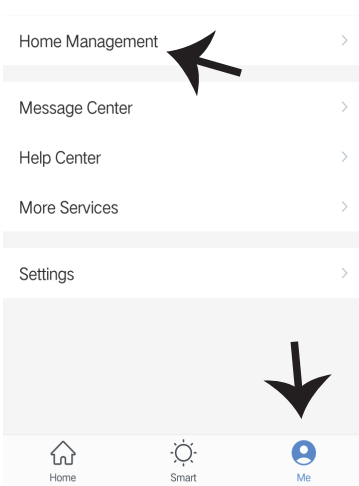 Home Management
Message Center
Help Center
More Services
Settings
Home
Smart
Me